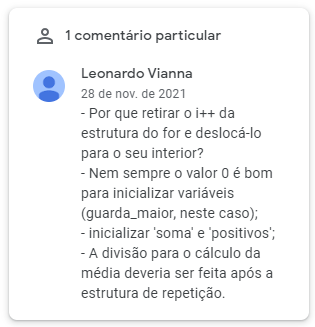 1 comentário particular
Leonardo Vianna
28 de nov. de 2021
- Por que retirar o i++ da
estrutura do for e deslocá-lo
para o seu interior?
- Nem sempre o valor 0 é bom
para inicializar variáveis
(guarda_maior, neste caso);
- inicializar 'soma' e 'positivos';
- A divisão para o cálculo da
média deveria ser feita após a
estrutura de repetição.